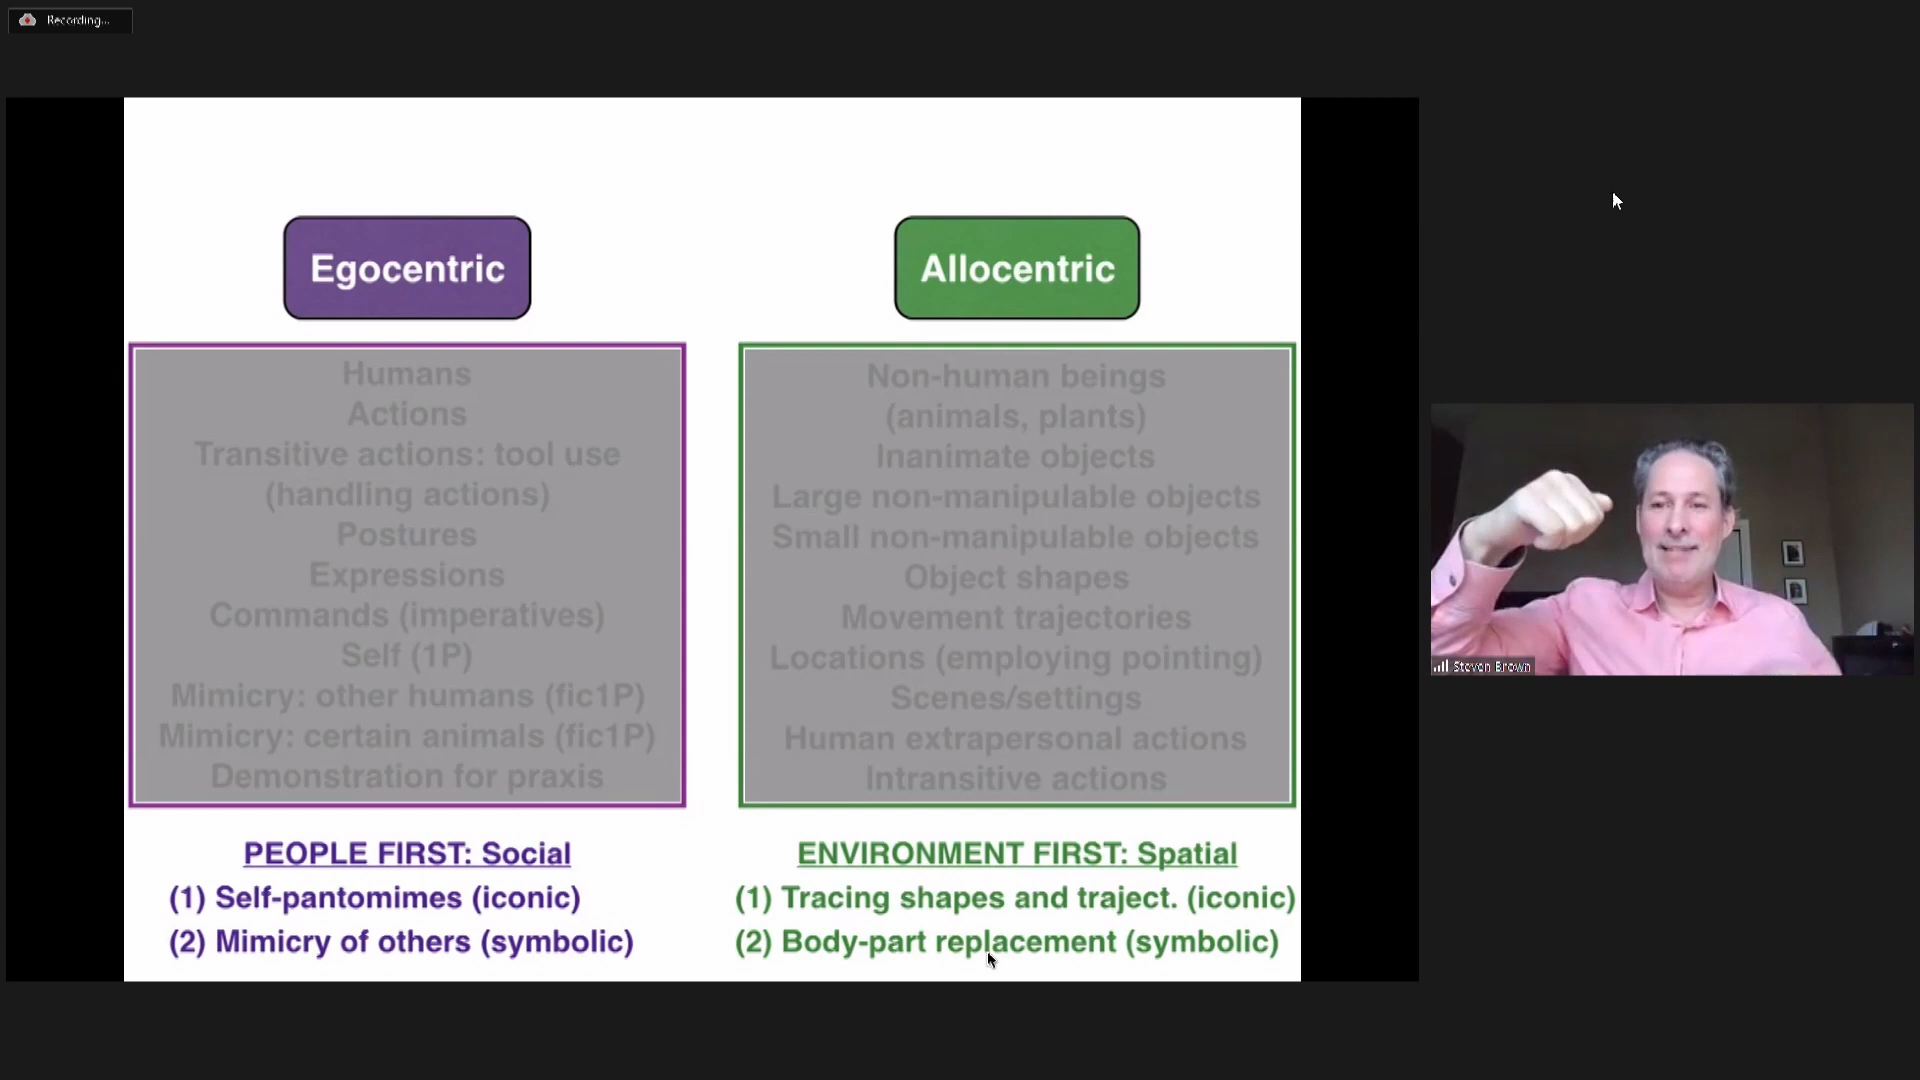 Recording...
Egocentric
Humans
Actions
Transitive actions: tool use
(handling actions)
Postures
Expressions
Commands (imperatives)
Self (1P)
Mimicry: other humans (fic1P)
Mimicry: certain animals (fic1P)
Demonstration for praxis
PEOPLE FIRST: Social
(1) Self-pantomimes (iconic)
(2) Mimicry of others (symbolic)
Allocentric
Non-human beings
(animals, plants)
Inanimate objects
Large non-manipulable objects
Small non-manipulable objects
Object shapes
Movement trajectories
Locations (employing pointing)
Scenes/settings
Human extrapersonal actions
Intransitive actions
ENVIRONMENT FIRST: Spatial
(1) Tracing shapes and traject. (iconic)
(2) Body-part replacement (symbolic)
Steven Brown